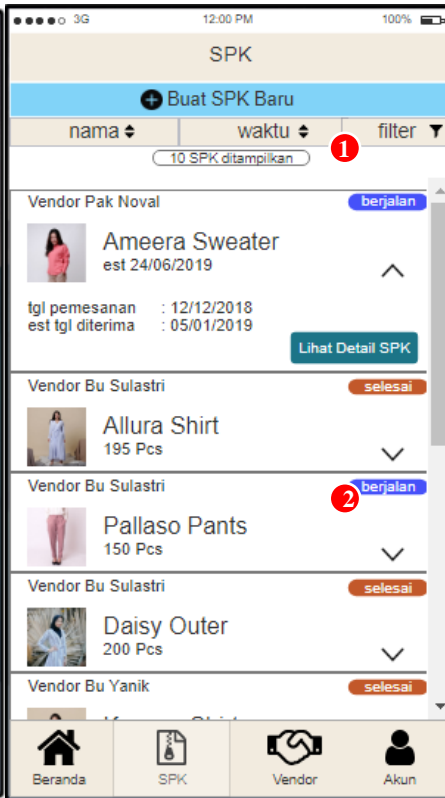 3G 12:00 PM 100%
SPK
Buat SPK Baru
nama waktu filter
1
10 SPK ditampilkan
Vendor Pak Noval berjalan
Ameera Sweater
est 24/06/2019
tgl pemesanan : 12/12/2018
est tgl diterima : 05/01/2019
Lihat Detail SPK
Vendor Bu Sulastri selesai
Allura Shirt
195 Pcs
Vendor Bu Sulastri berjalan
2
Pallaso Pants
150 Pcs
Vendor Bu Sulastri selesai
Daisy Outer
200 Pcs
Vendor Bu Yanik selesai
Beranda SPK Vendor Akun